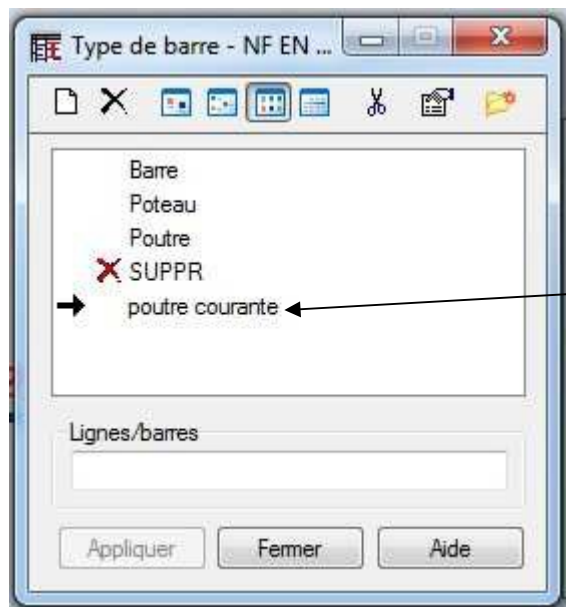 Type de barre - NF EN ...
Barre
Poteau
Poutre
SUPPR
poutre courante
Lignes/barres
Appliquer
Fermer
Aide